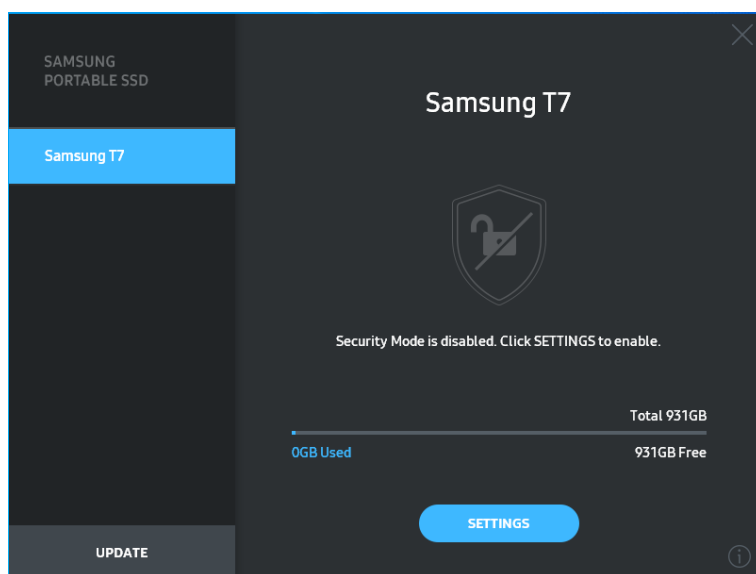 SAMSUNG
PORTABLE SSD
Samsung T7
UPDATE
Samsung T7
Security Mode is disabled. Click SETTINGS to enable.
Total 931GB
0GB Used 931GB Free
SETTINGS